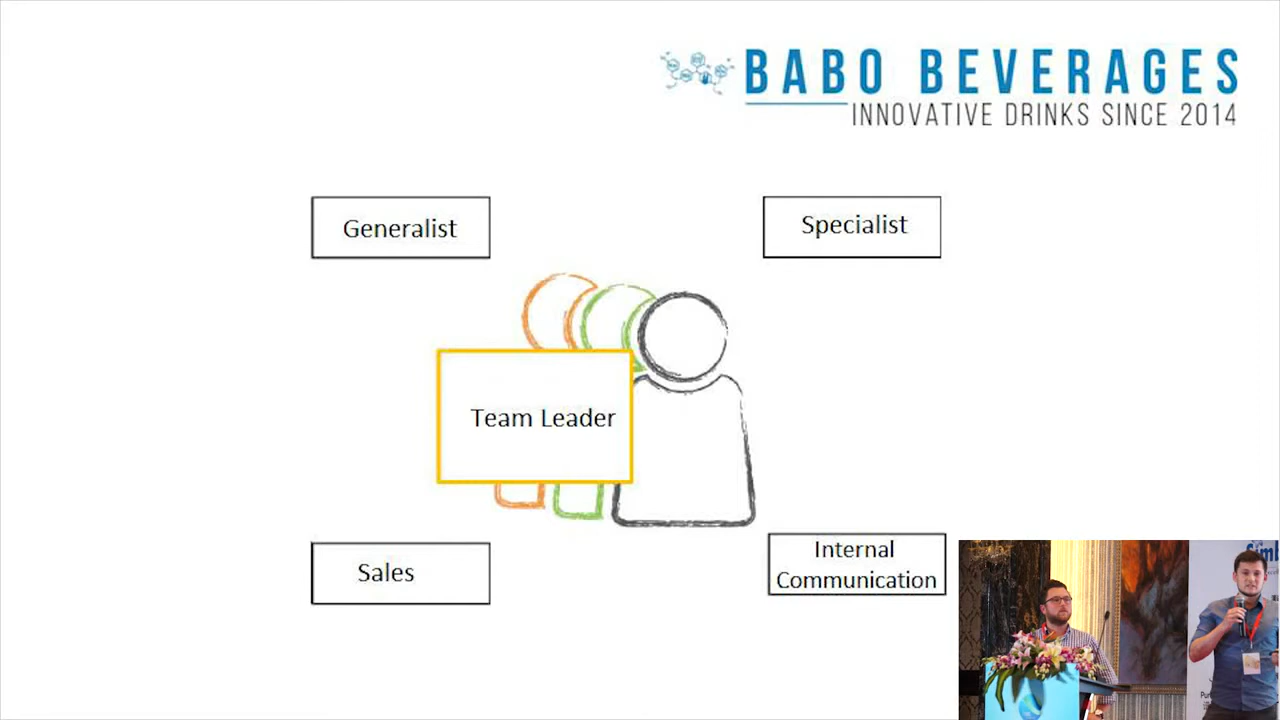 BABO BEVERAGES
INNOVATIVE DRINKS SINCE 2014
Generalist
Specialist
Team Leader
Sales
Internal
Communication